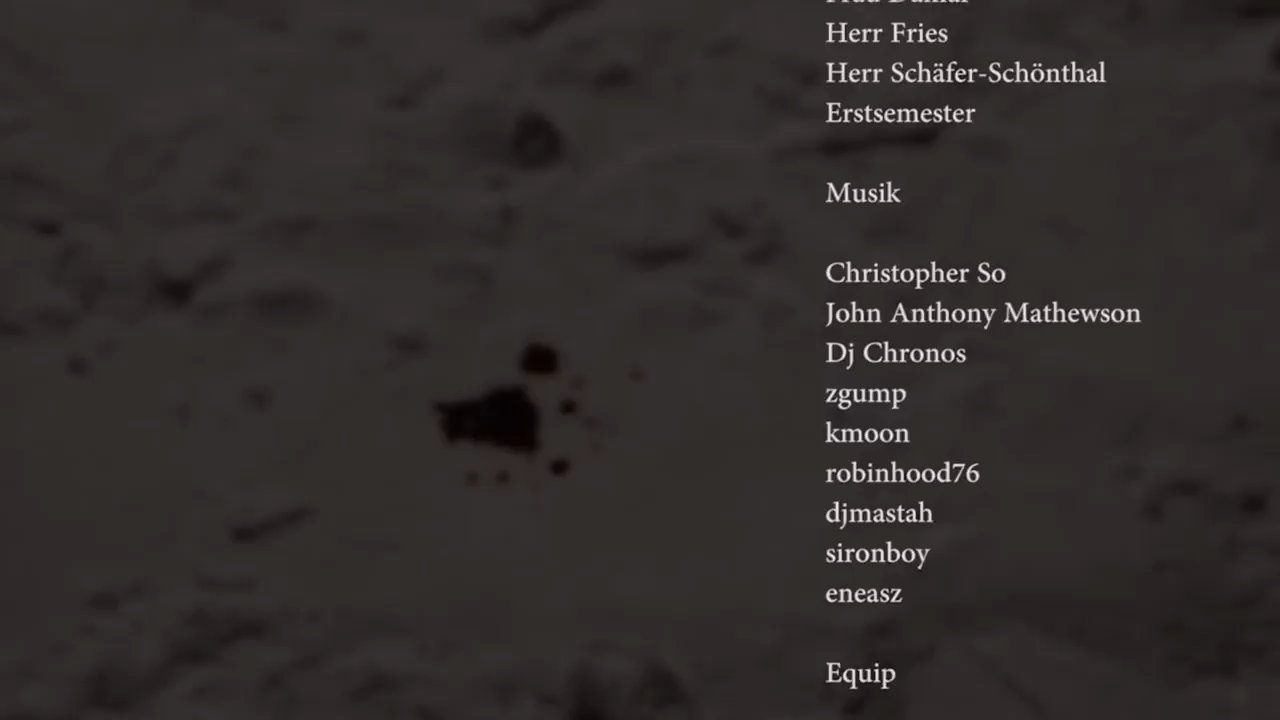 Herr Fries
Herr Schäfer-Schönthal
Erstsemester
Musik
Christopher So
John Anthony Mathewson
Dj Chronos
zgump
kmoon
robinhood76
djmastah
sironboy
eneasz
Equip